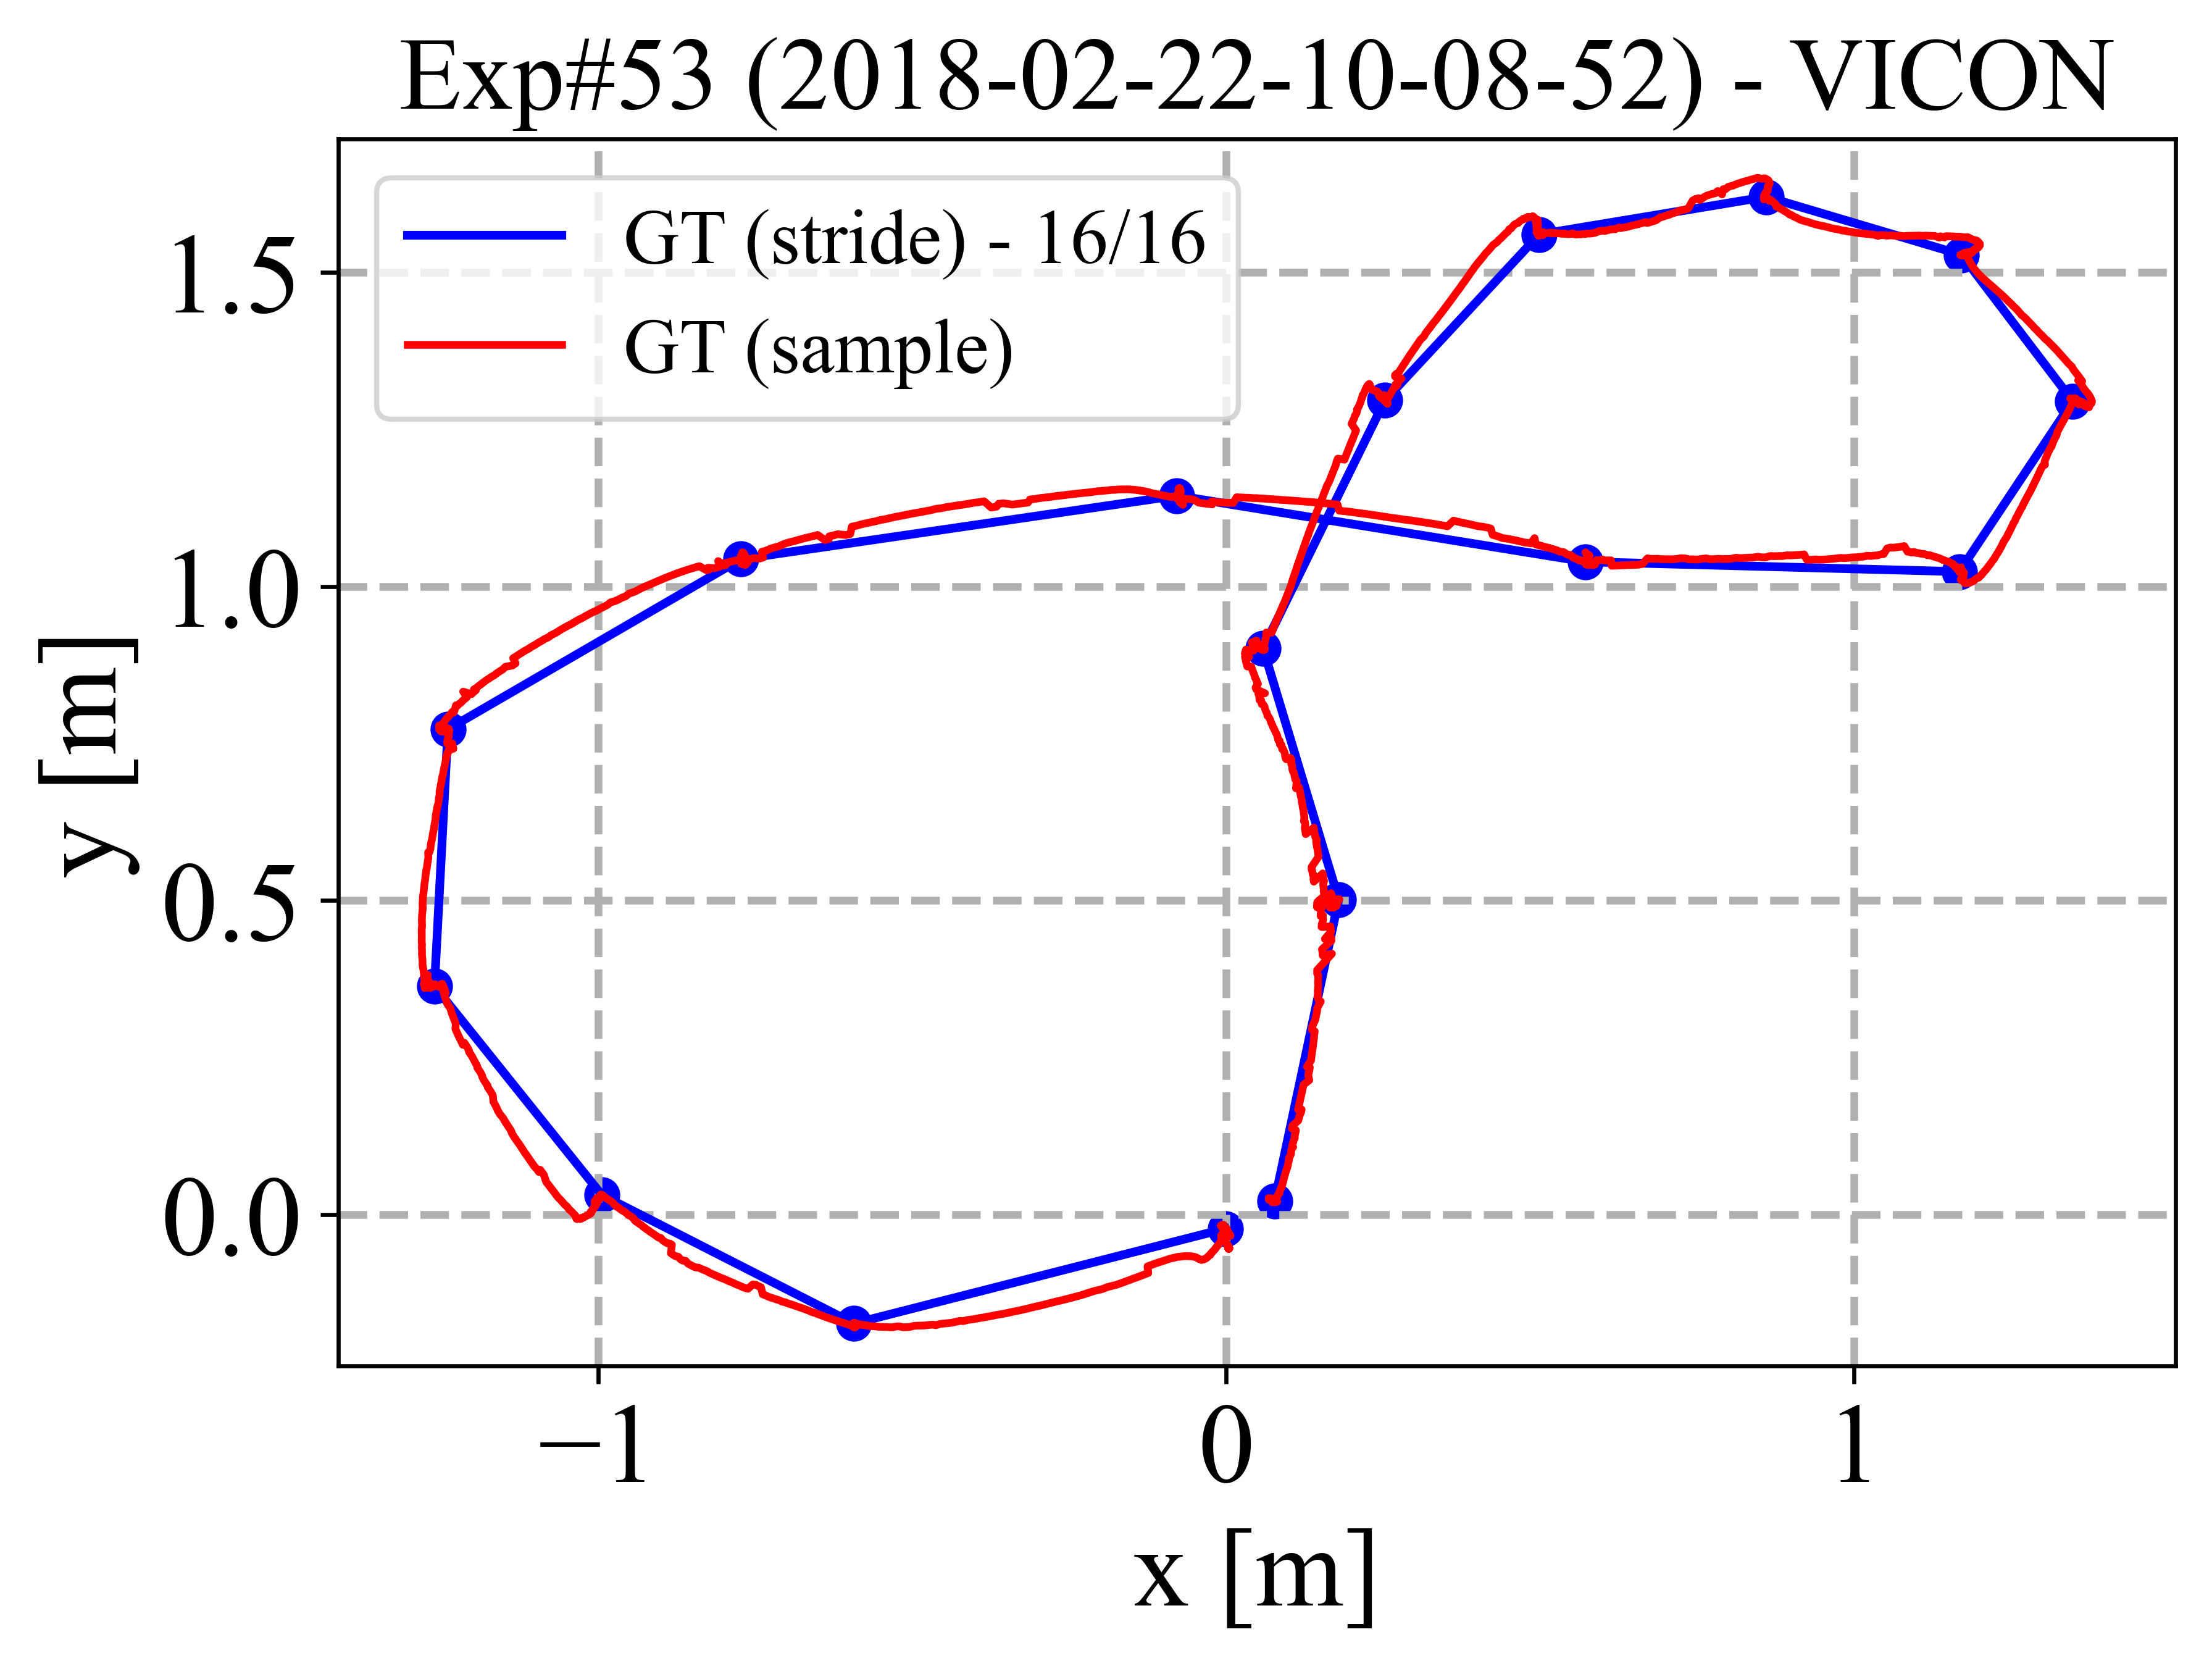 Exp#53 (2018-02-22-10-08-52) - VICON
GT (stride) - 16/16
GT (sample)
1.5
1.0
0.5
0.0
y [m]
−1 0 1
x [m]